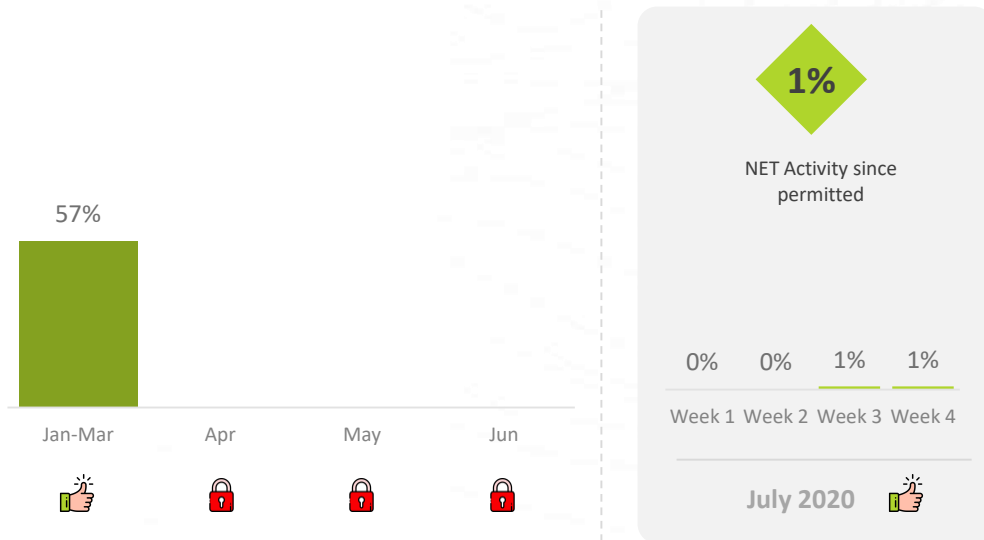 57%
Jan-Mar
Apr
May
Jun
1%
NET Activity since
permitted
0%
0%
1%
1%
Week 1
Week 2
Week 3
Week 4
July 2020